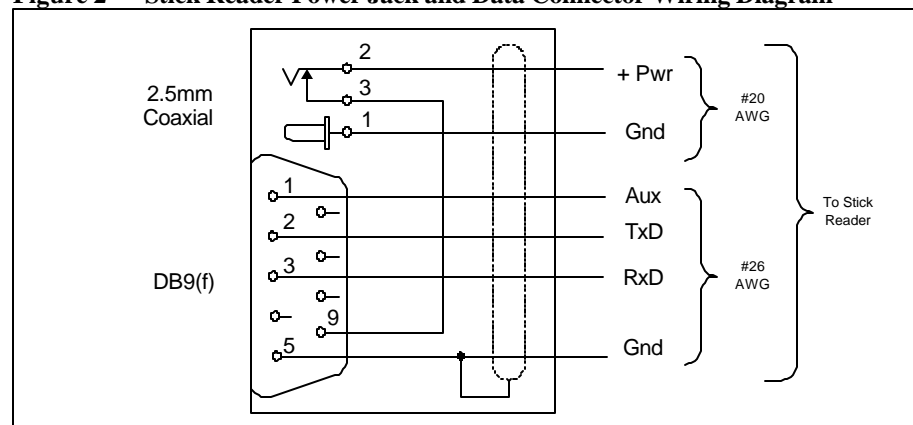 Figure 2 Stick Reader Power Jack and Data Connector Wiring Diagram
2.5mm
Coaxial
2
3
1
+ Pwr
Gnd
#20
AWG
DB9(f)
1
2
3
9
5
Aux
TxD
RxD
Gnd
#26
AWG
To Stick
Reader